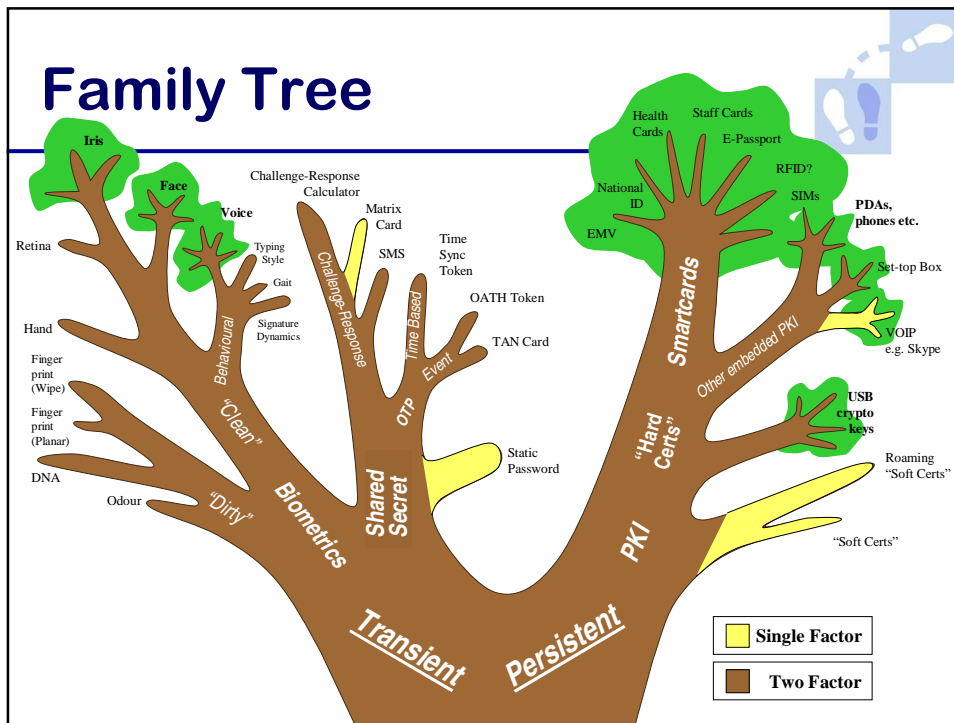 Family Tree
Iris
Face
Voice
Retina
Typing
Style
Gait
Signature
Dynamics
Hand
Finger
print
(Wipe)
Finger
print
(Planar)
DNA
Odour
Behavioural
"Clean"
"Dirty"
Biometrics
Challenge-Response
Calculator
Matrix
Card
SMS
Time
Sync
Token
OATH Token
TAN Card
Challenge-Response
Time Based
Event
OTP
Static
Password
Shared
Secret
Transient
Health
Cards
Staff Cards
E-Passport
RFID?
National
ID
SIMs
EMV
PDAs,
phones etc.
Set-top Box
VOIP
e.g. Skype
Smartcards
Other embedded PKI
"Hard
Certs"
USB
crypto
keys
Roaming
"Soft Certs"
"Soft Certs"
PKI
Persistent
Single Factor
Two Factor